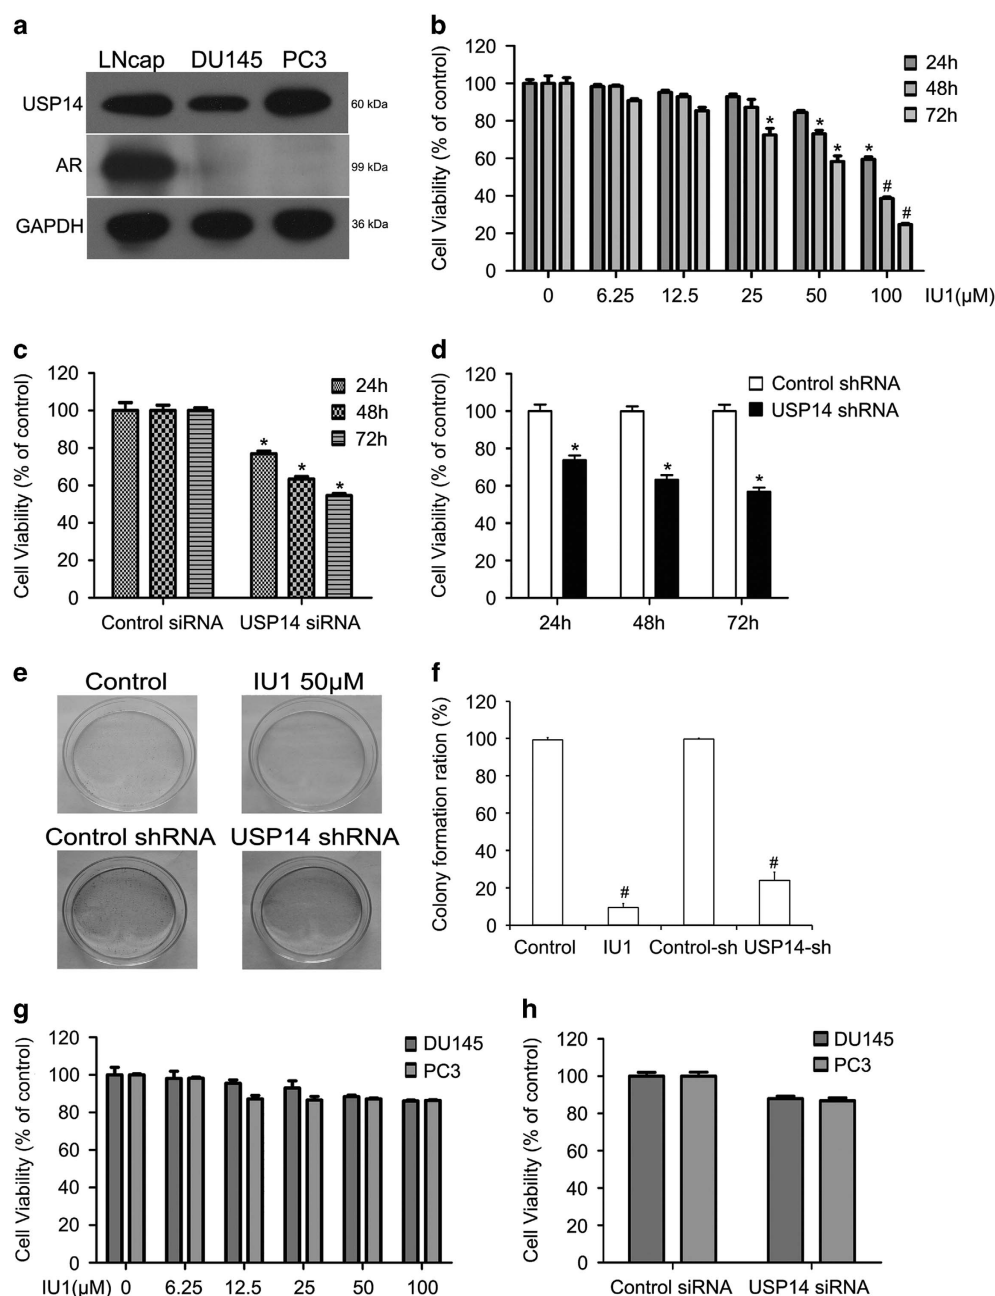 a
LNcap DU145 PC3
USP14 60 kDa
AR 99 kDa
GAPDH 36 kDa
b
Cell Viability (% of control)
120
100
80
60
40
20
0
24h
48h
72h
* * * * # #
0 6.25 12.5 25 50 100 IU1(μM)
c
Cell Viability (% of control)
120
100
80
60
40
20
0
24h
48h
72h
* * *
Control siRNA USP14 siRNA
d
Cell Viability (% of control)
120
100
80
60
40
20
0
Control shRNA
USP14 shRNA
* * *
24h 48h 72h
e
Control IU1 50μM
Control shRNA USP14 shRNA
f
Colony formation ration (%)
120
100
80
60
40
20
0
# #
Control IU1 Control-sh USP14-sh
g
Cell Viability (% of control)
120
100
80
60
40
20
0
DU145
PC3
IU1(μM) 0 6.25 12.5 25 50 100
h
Cell Viability (% of control)
120
100
80
60
40
20
0
DU145
PC3
Control siRNA USP14 siRNA